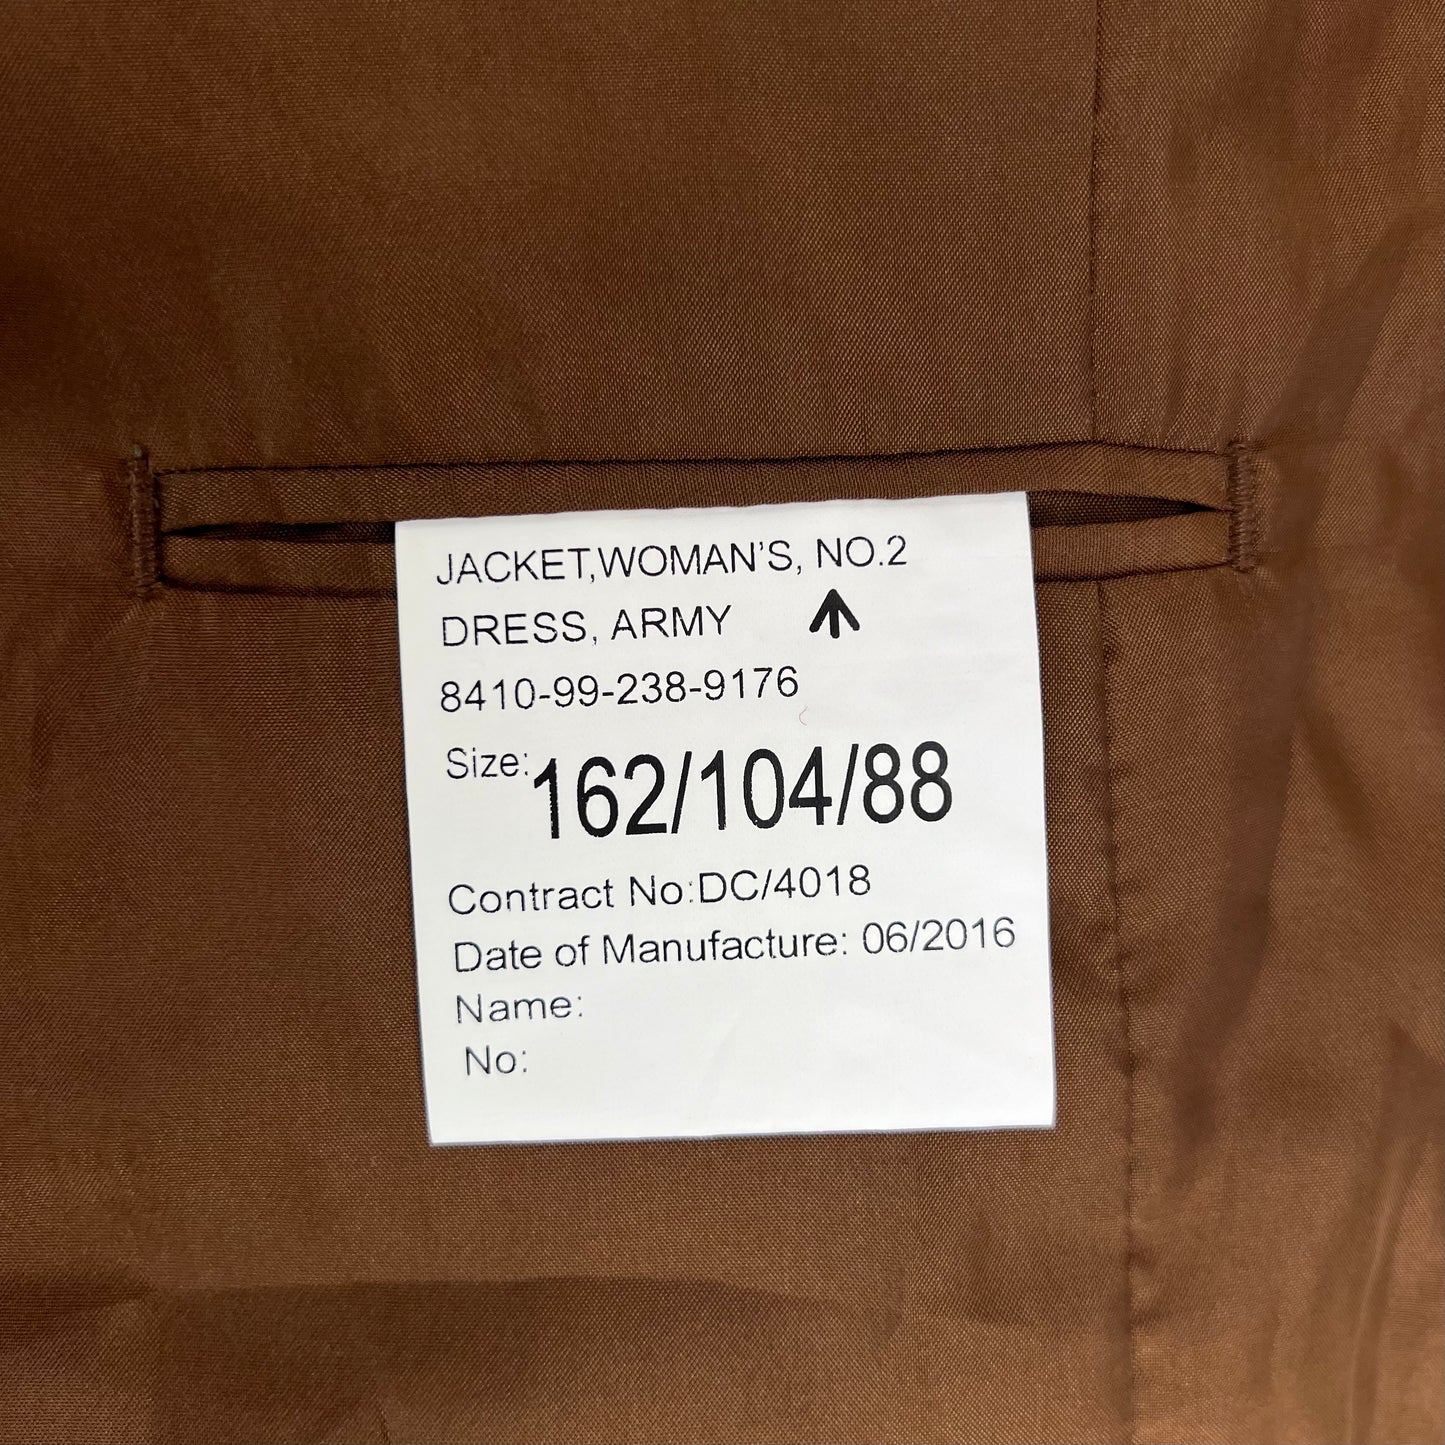 JACKET,WOMAN'S, NO.2
DRESS, ARMY
8410-99-238-9176
Size: 162/104/88
Contract No:DC/4018
Date of Manufacture: 06/2016
Name:
No: